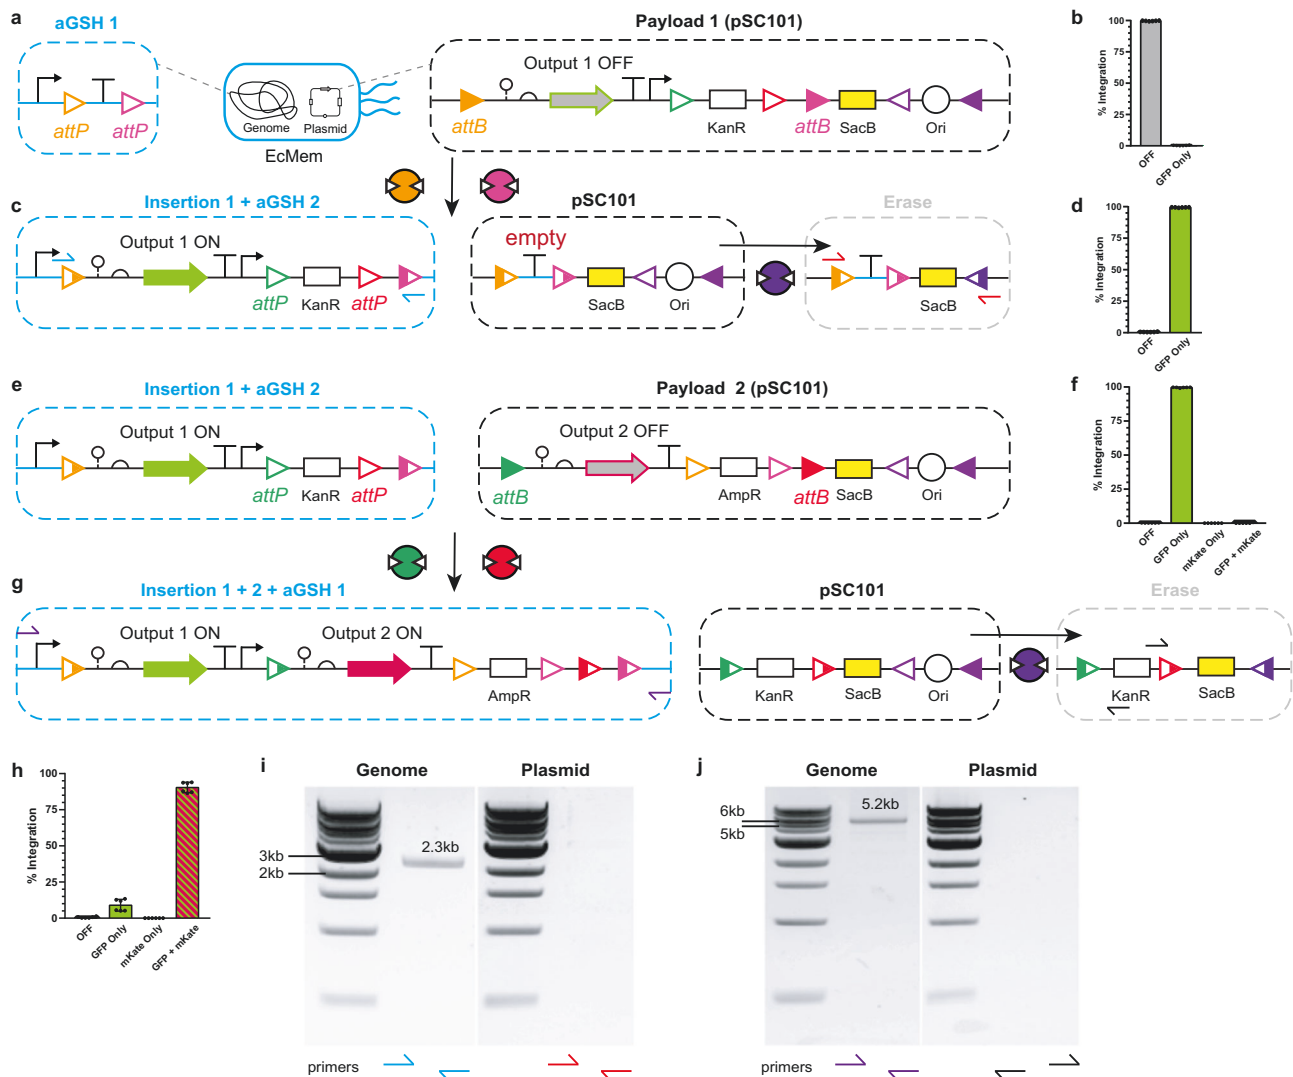 a
aGSH 1
attP
attP
Genome
Plasmid
EcMem
Payload 1 (pSC101)
Output 1 OFF
attB
KanR
attB
SacB
Ori
b
% Integration
100
75
50
25
0
OFF
GFP Only
c
Insertion 1 + aGSH 2
Output 1 ON
attP
KanR
attP
pSC101
empty
SacB
Ori
Erase
SacB
d
% Integration
100
75
50
25
0
OFF
GFP Only
e
Insertion 1 + aGSH 2
Output 1 ON
attP
KanR
attP
Payload 2 (pSC101)
Output 2 OFF
attB
AmpR
attB
SacB
Ori
f
% Integration
100
75
50
25
0
OFF
GFP Only
mKate Only
GFP + mKate
g
Insertion 1 + 2 + aGSH 1
Output 1 ON
Output 2 ON
AmpR
pSC101
KanR
SacB
Ori
Erase
KanR
SacB
h
% Integration
100
75
50
25
0
OFF
GFP Only
mKate Only
GFP + mKate
i
Genome
Plasmid
3kb
2kb
2.3kb
primers
j
Genome
Plasmid
6kb
5kb
5.2kb
primers